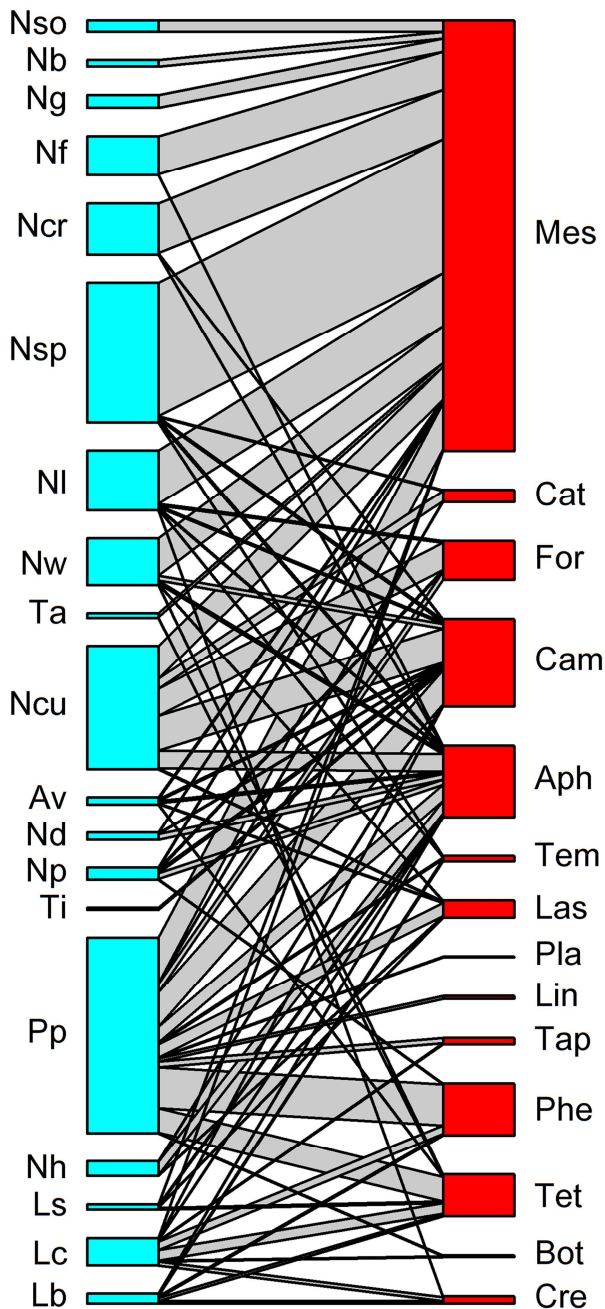 Nso
Nb
Ng
Nf
Ncr
Nsp
Nl
Nw
Ta
Ncu
Av
Nd
Np
Ti
Pp
Nh
Ls
Lc
Lb
Mes
Cat
For
Cam
Aph
Tem
Las
Pla
Lin
Tap
Phe
Tet
Bot
Cre